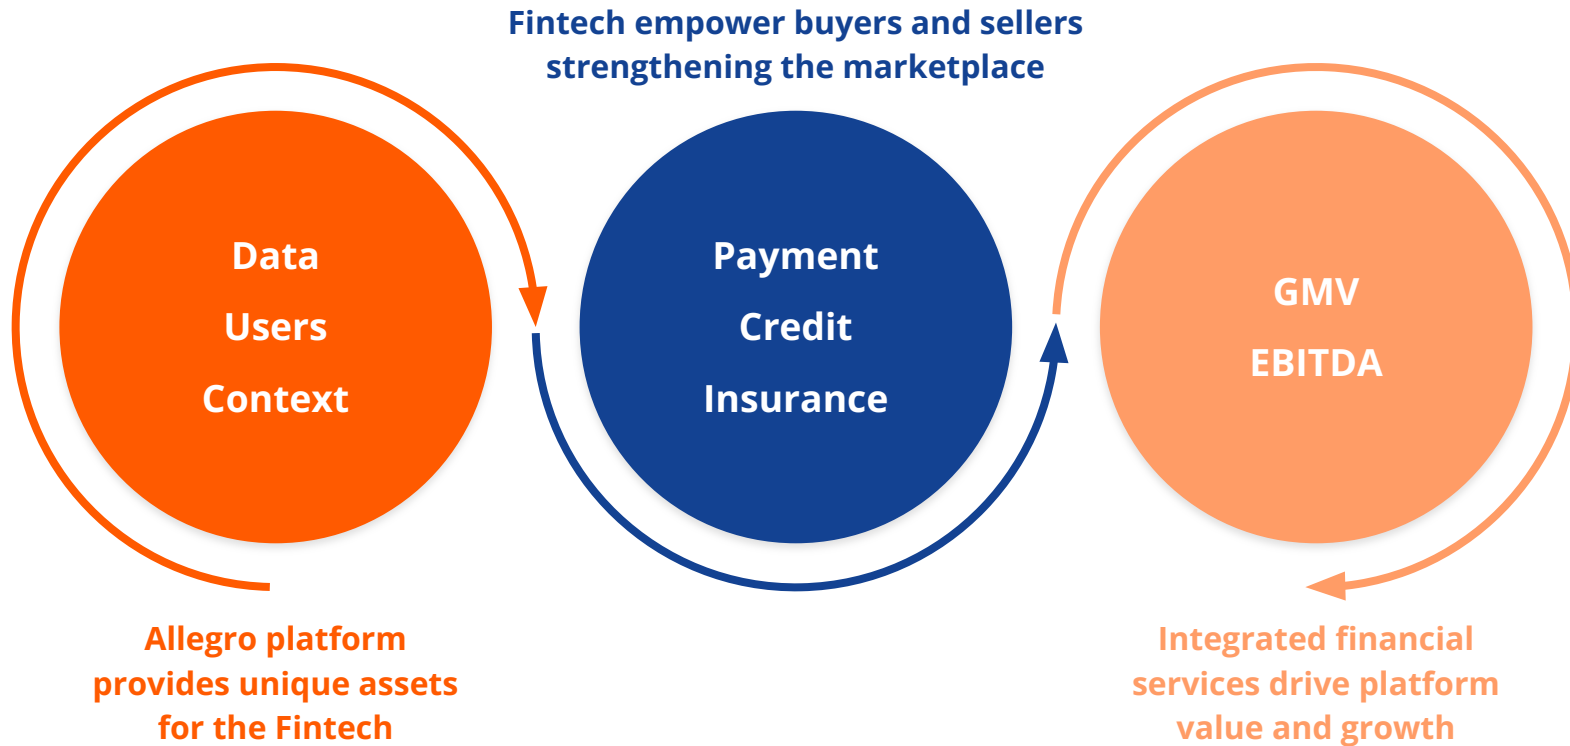 Fintech empower buyers and sellers
strengthening the marketplace
Data
Users
Context
Payment
Credit
Insurance
GMV
EBITDA
Allegro platform
provides unique assets
for the Fintech
Integrated financial
services drive platform
value and growth